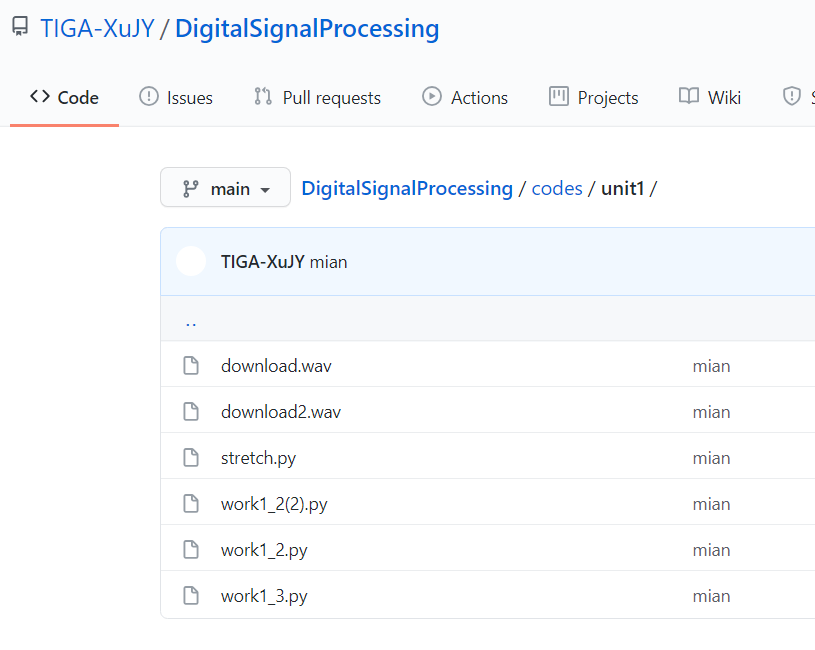 TIGA-XuJY / DigitalSignalProcessing
Code Issues Pull requests Actions Projects Wiki
main DigitalSignalProcessing / codes / unit1 /
TIGA-XuJY mian
..
download.wav mian
download2.wav mian
stretch.py mian
work1_2(2).py mian
work1_2.py mian
work1_3.py mian